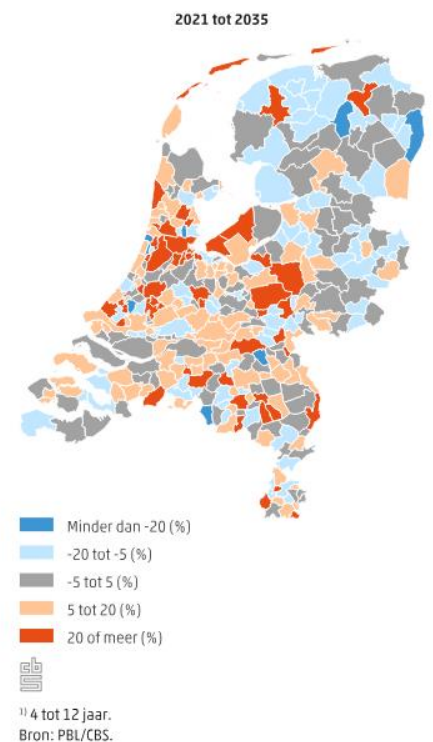 2021 tot 2035
Minder dan -20 (%)
-20 tot -5 (%)
-5 tot 5 (%)
5 tot 20 (%)
20 of meer (%)
cbs
¹⁾ 4 tot 12 jaar.
Bron: PBL/CBS.